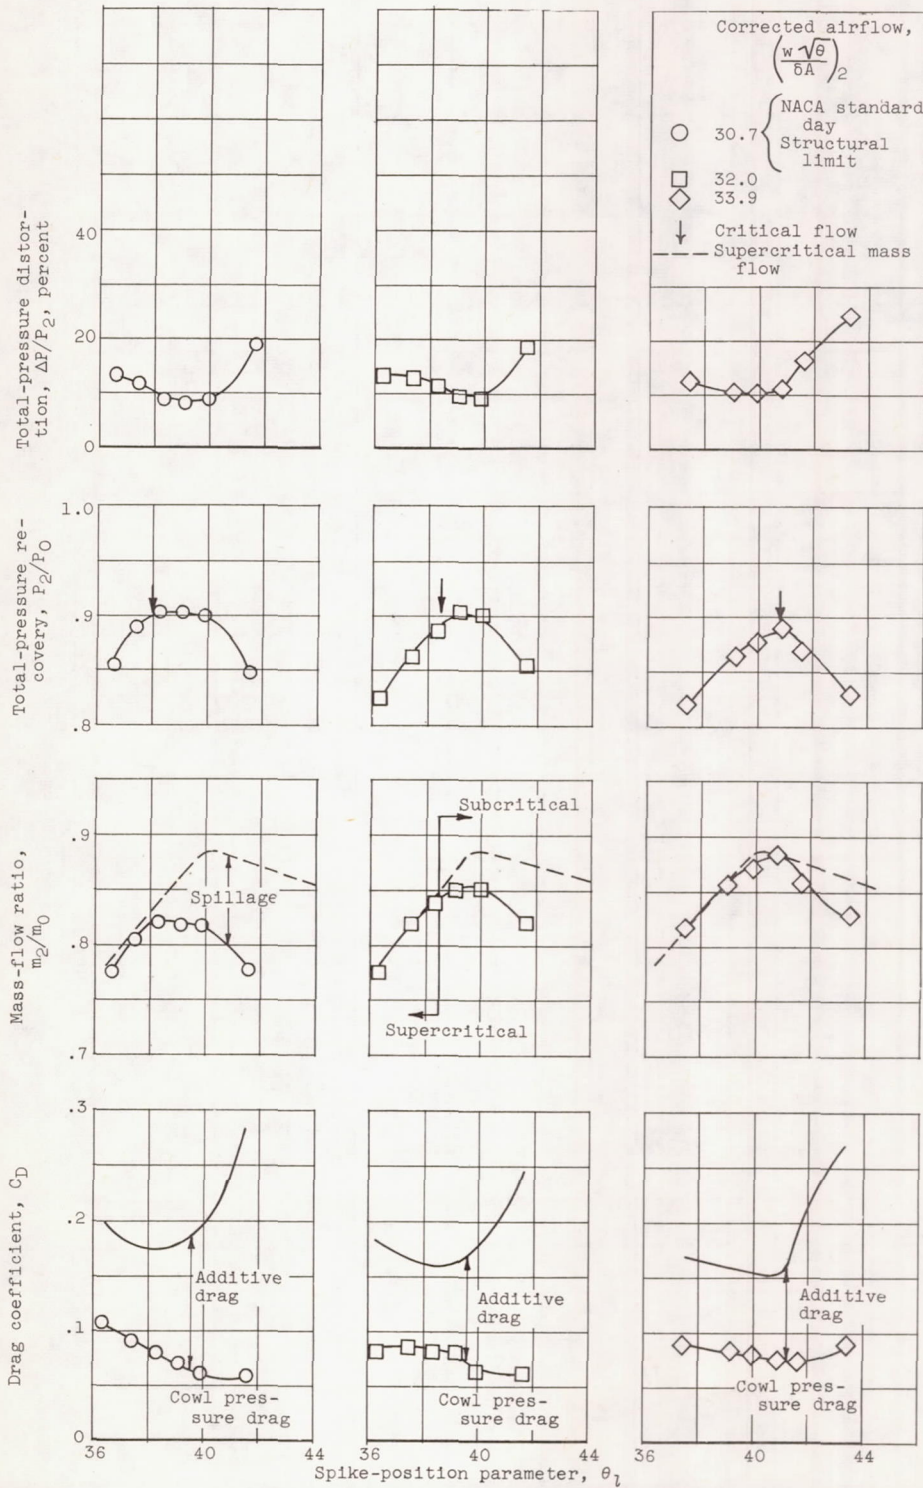 Corrected airflow,
(w√θ/δA)₂
○ 30.7 { NACA standard
day
Structural
limit
□ 32.0
◇ 33.9
↓ Critical flow
--- Supercritical mass
flow
Total-pressure distor-
tion, ΔP/P₂, percent
40
20
0
Total-pressure re-
covery, P₂/P₀
1.0
.9
.8
Mass-flow ratio,
m₂/m₀
.9
.8
.7
Spillage
Subcritical
Supercritical
Drag coefficient, C_D
.3
.2
.1
0
Additive
drag
Cowl pres-
sure drag
Additive
drag
Cowl pres-
sure drag
Additive
drag
Cowl pres-
sure drag
36 40 44 36 40 44 36 40 44
Spike-position parameter, θ_l